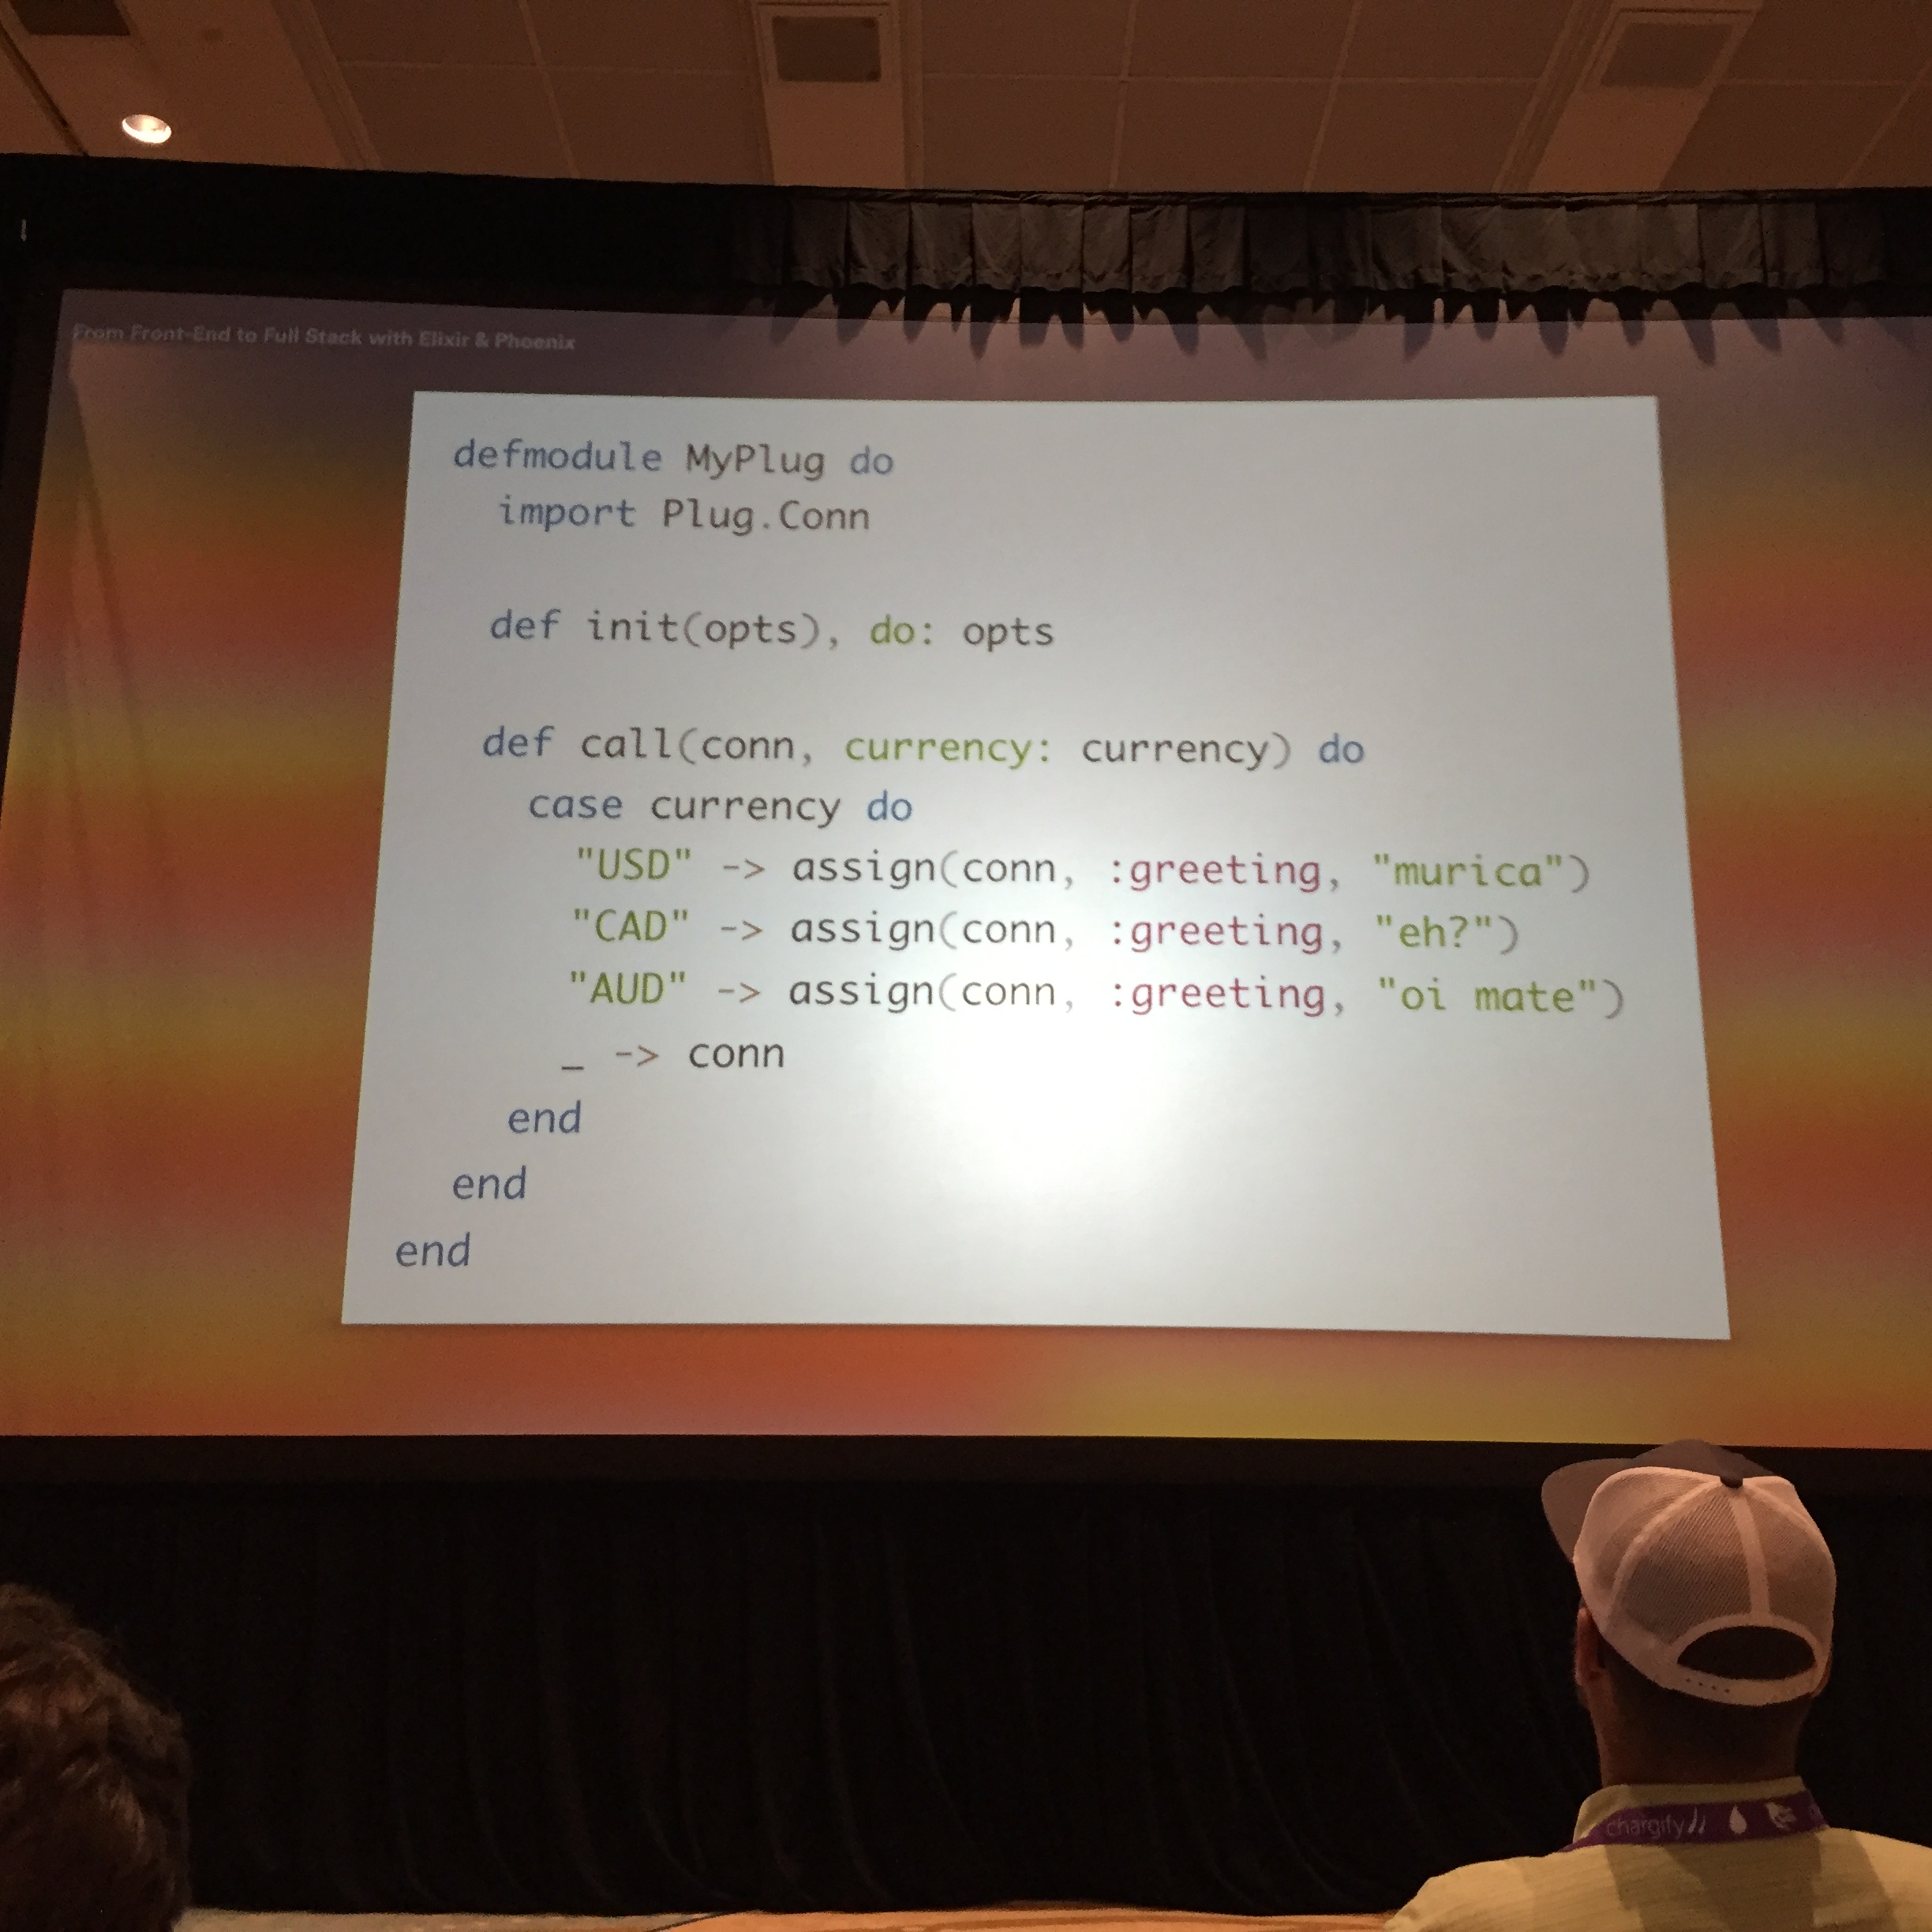 From Front-End to Full Stack with Elixir & Phoenix
defmodule MyPlug do
import Plug.Conn
def init(opts), do: opts
def call(conn, currency: currency) do
case currency do
"USD" -> assign(conn, :greeting, "murica")
"CAD" -> assign(conn, :greeting, "eh?")
"AUD" -> assign(conn, :greeting, "oi mate")
_ -> conn
end
end
end
chargify